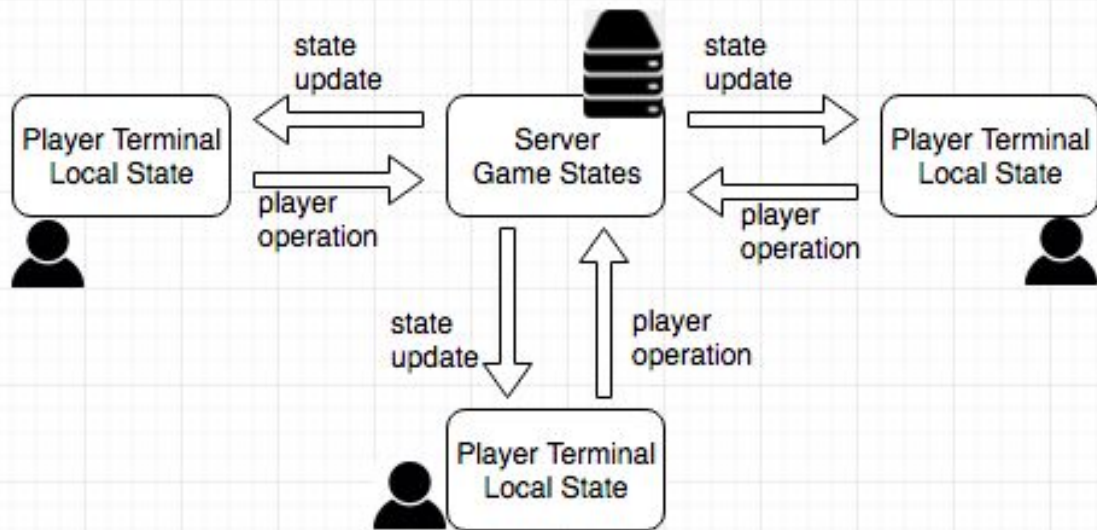 state
update
state
update
Player Terminal
Local State
Server
Game States
Player Terminal
Local State
player
operation
player
operation
state
update
player
operation
Player Terminal
Local State